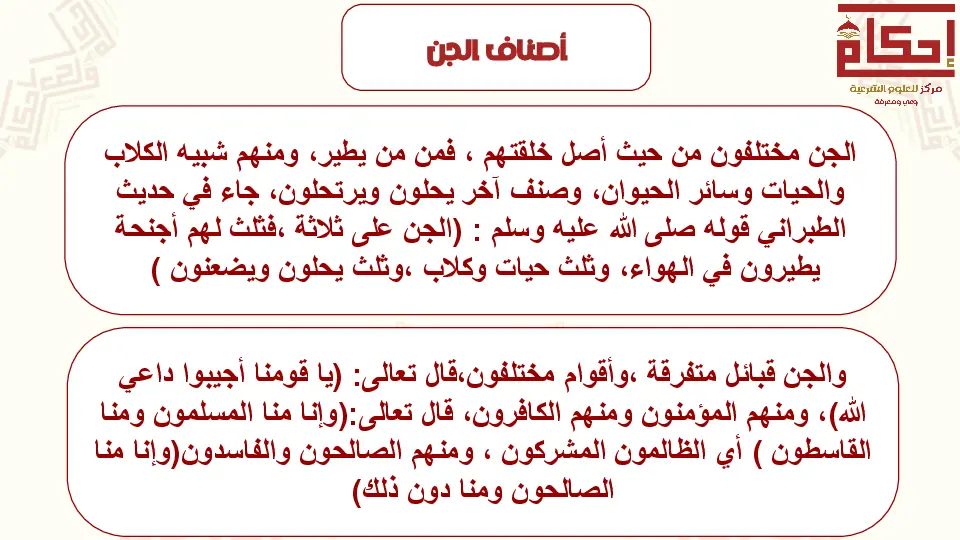 أصناف الجن
إحكام
مركز للعلوم الشرعية
وعي ومعرفة
الجن مختلفون من حيث أصل خلقتهم ، فمن من يطير، ومنهم شبيه الكلاب
والحيات وسائر الحيوان، وصنف آخر يحلون ويرتحلون، جاء في حديث
الطبراني قوله صلى الله عليه وسلم : (الجن على ثلاثة ،فثلث لهم أجنحة
يطيرون في الهواء، وثلث حيات وكلاب ،وثلث يحلون ويضعنون )
والجن قبائل متفرقة ،وأقوام مختلفون،قال تعالى: (يا قومنا أجيبوا داعي
الله)، ومنهم المؤمنون ومنهم الكافرون، قال تعالى:(وإنا منا المسلمون ومنا
القاسطون ) أي الظالمون المشركون ، ومنهم الصالحون والفاسدون(وإنا منا
الصالحون ومنا دون ذلك)